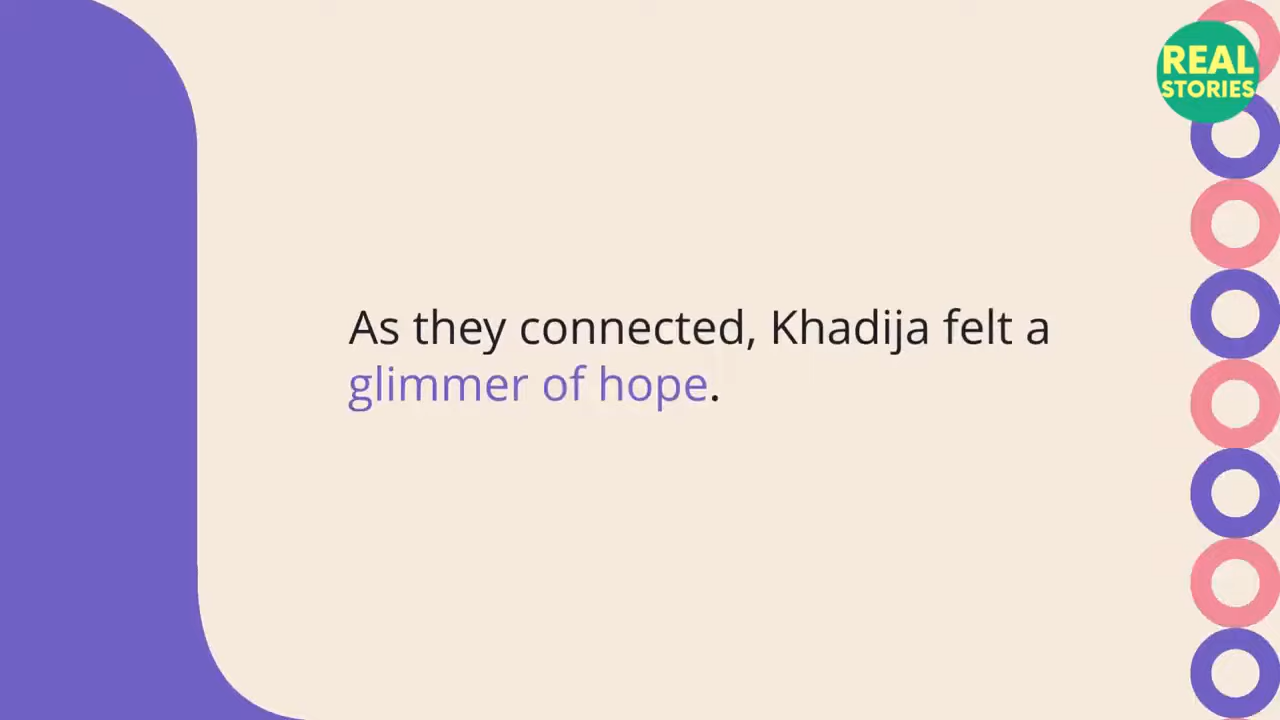 REAL
STORIES
As they connected, Khadija felt a
glimmer of hope.